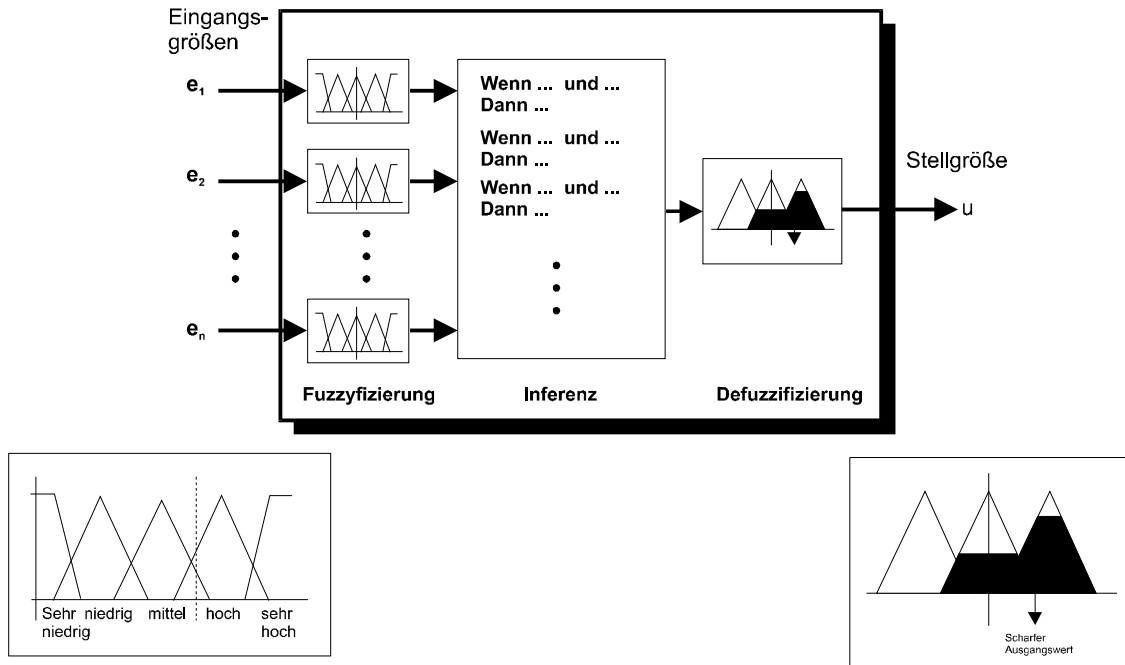 Eingangs-
größen
e1
e2
en
Wenn ... und ...
Dann ...
Wenn ... und ...
Dann ...
Wenn ... und ...
Dann ...
Stellgröße
u
Fuzzyfizierung
Inferenz
Defuzzifizierung
Sehr niedrig mittel hoch sehr
niedrig hoch
Scharfer
Ausgangswert